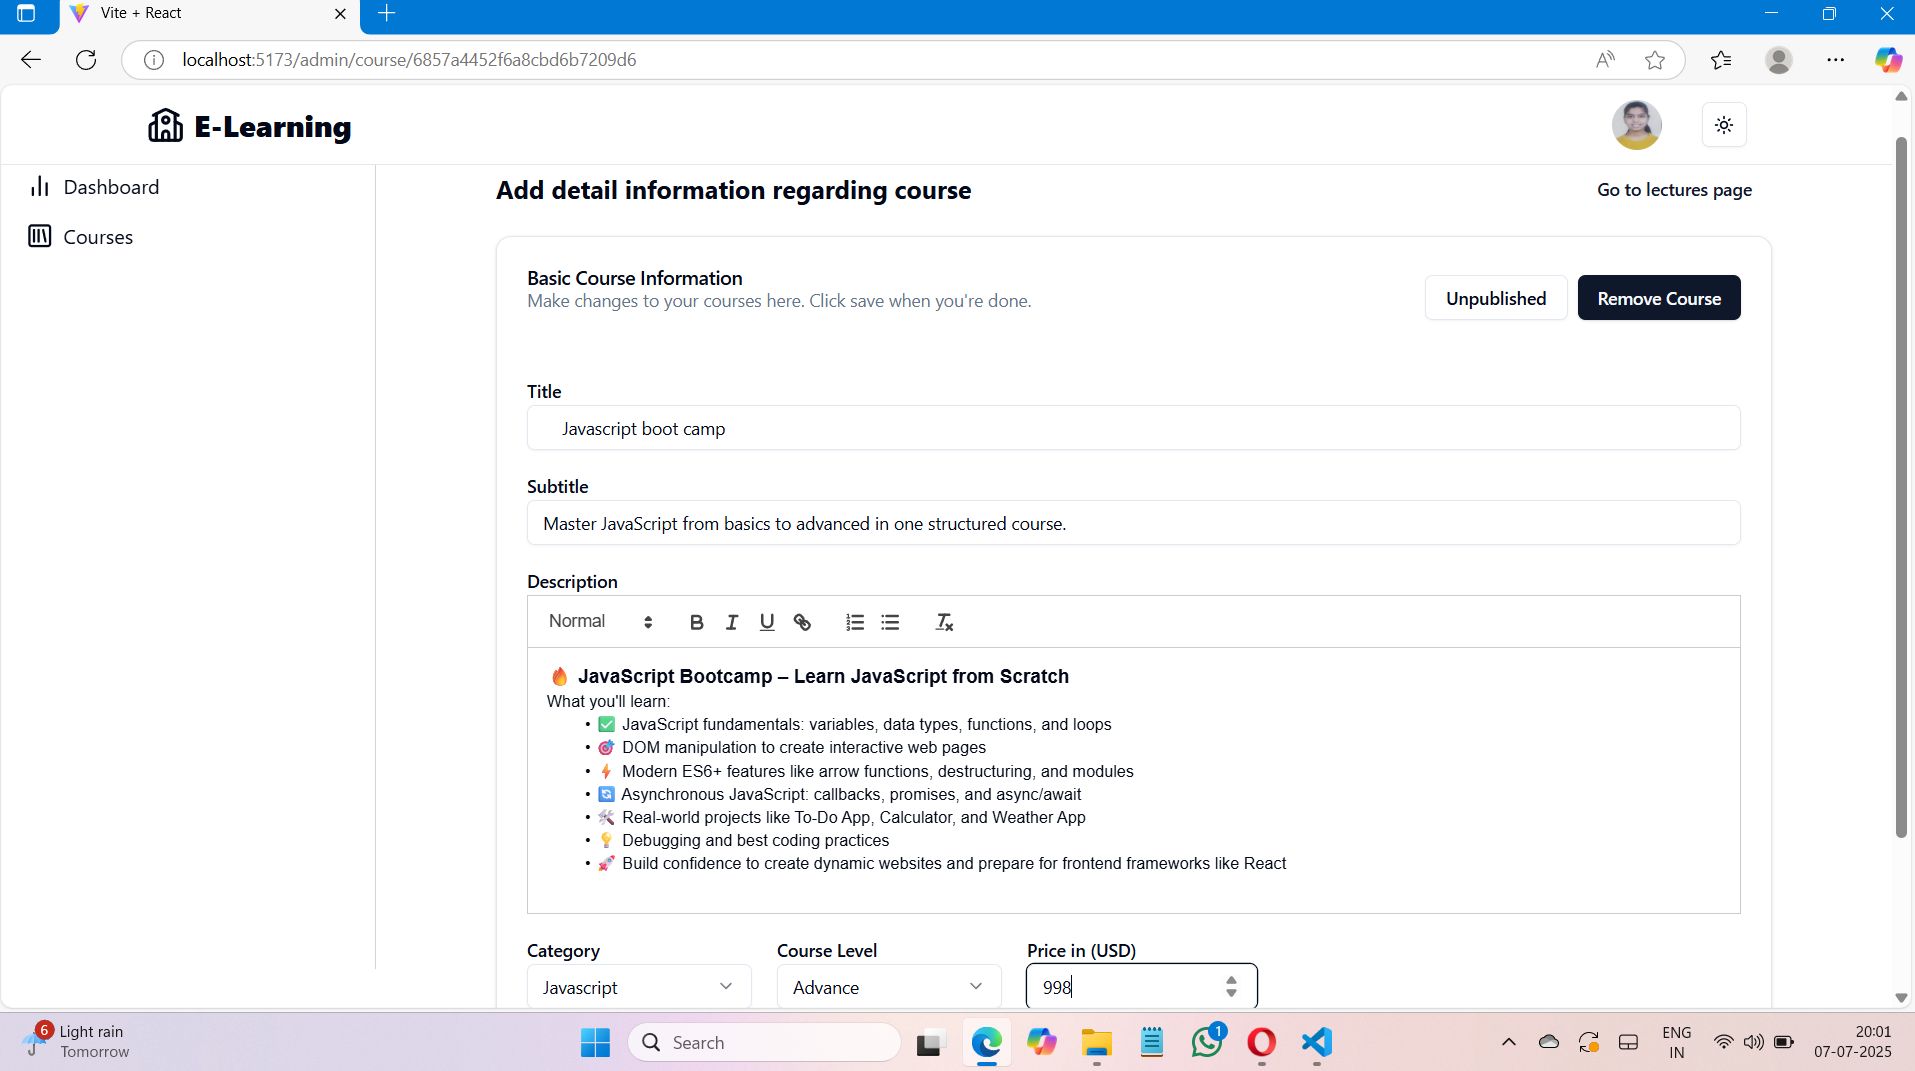 Vite + React
localhost:5173/admin/course/6857a4452f6a8cbd6b7209d6
E-Learning
Dashboard
Courses
Add detail information regarding course
Go to lectures page
Basic Course Information
Make changes to your courses here. Click save when you're done.
Unpublished
Remove Course
Title
Javascript boot camp
Subtitle
Master JavaScript from basics to advanced in one structured course.
Description
Normal
🔥 JavaScript Bootcamp – Learn JavaScript from Scratch
What you'll learn:
• ✅ JavaScript fundamentals: variables, data types, functions, and loops
• 🎯 DOM manipulation to create interactive web pages
• ⚡ Modern ES6+ features like arrow functions, destructuring, and modules
• 🔄 Asynchronous JavaScript: callbacks, promises, and async/await
• 🛠 Real-world projects like To-Do App, Calculator, and Weather App
• 💡 Debugging and best coding practices
• 🚀 Build confidence to create dynamic websites and prepare for frontend frameworks like React
Category
Course Level
Price in (USD)
Javascript
Advance
998
6
Light rain
Tomorrow
Search
1
ENG
IN
20:01
07-07-2025